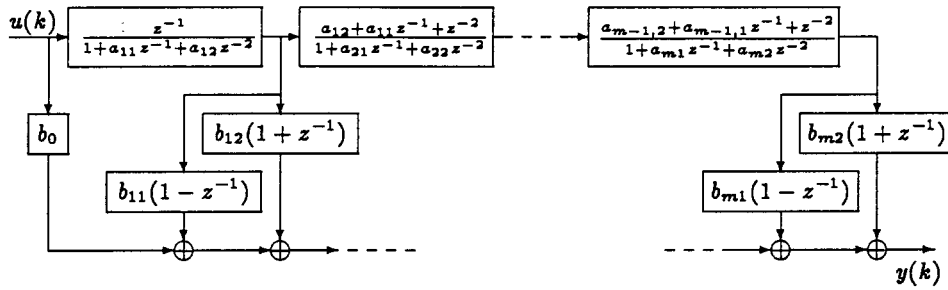 u(k)
z^{-1} / 1+a_{11}z^{-1}+a_{12}z^{-2}
a_{12}+a_{11}z^{-1}+z^{-2} / 1+a_{21}z^{-1}+a_{22}z^{-2}
a_{m-1,2}+a_{m-1,1}z^{-1}+z^{-2} / 1+a_{m1}z^{-1}+a_{m2}z^{-2}
b_0
b_{12}(1 + z^{-1})
b_{m2}(1 + z^{-1})
b_{11}(1 - z^{-1})
b_{m1}(1 - z^{-1})
y(k)